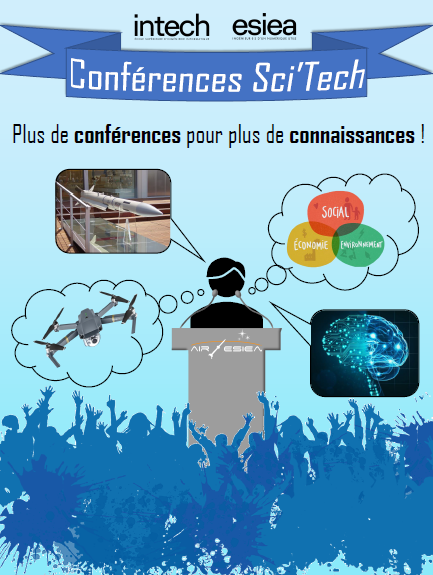 intech esiea
Conférences Sci'Tech
Plus de conférences pour plus de connaissances !
SOCIAL
ÉCONOMIE ENVIRONNEMENT
AIR ESIEA